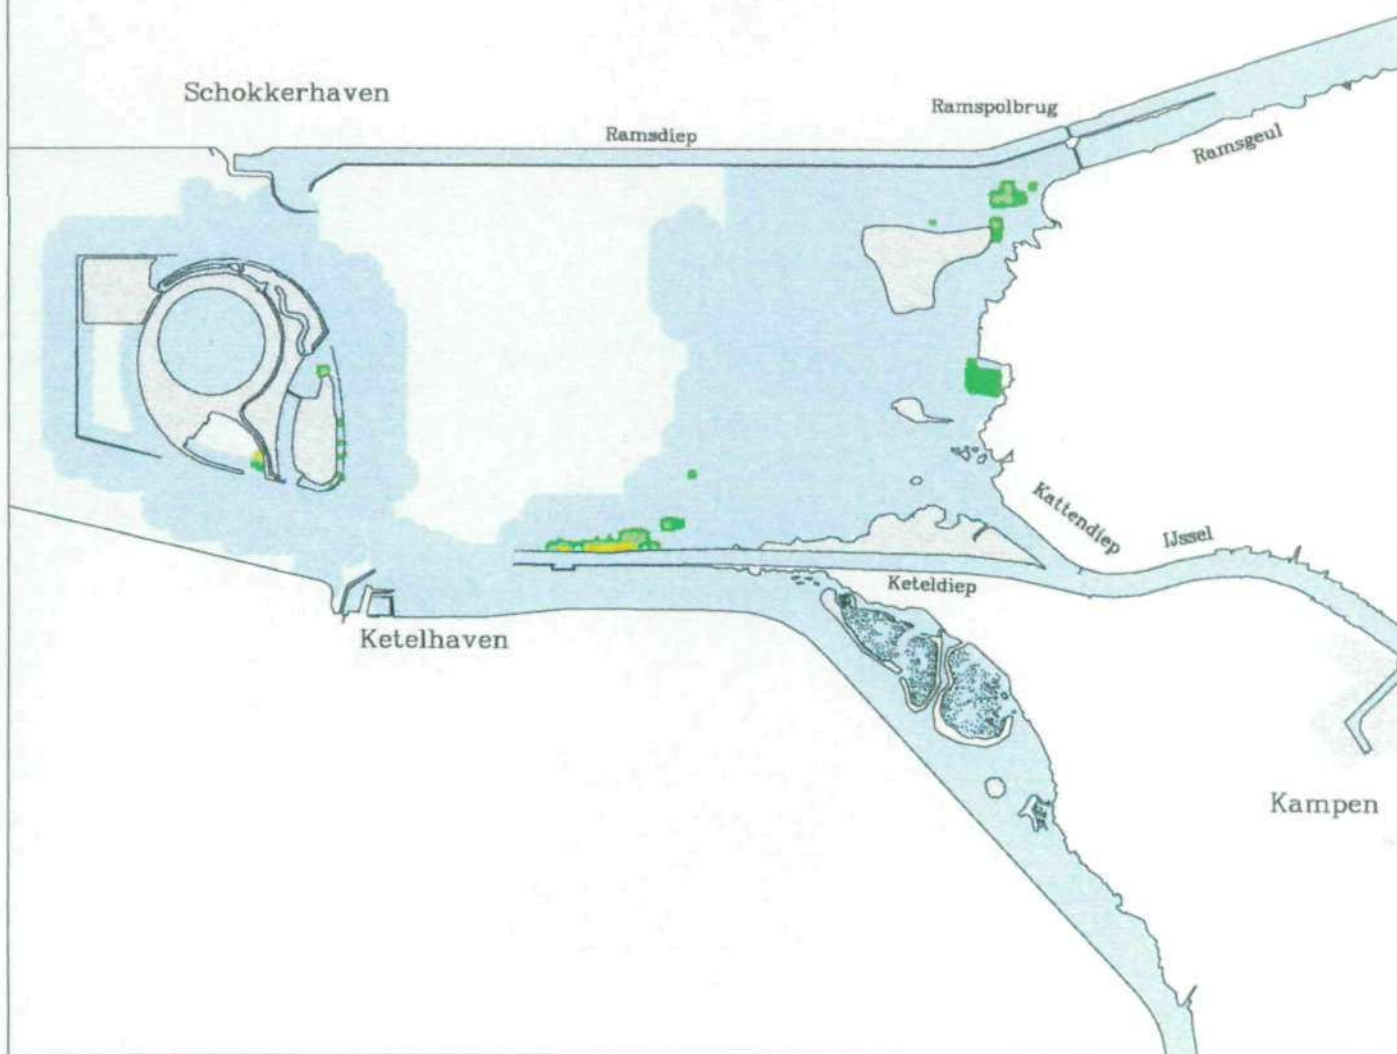 Schokkerhaven
Ramspolbrug
Ramsdiep
Ramsgeul
Kattendiep
IJssel
Keteldiep
Ketelhaven
Kampen